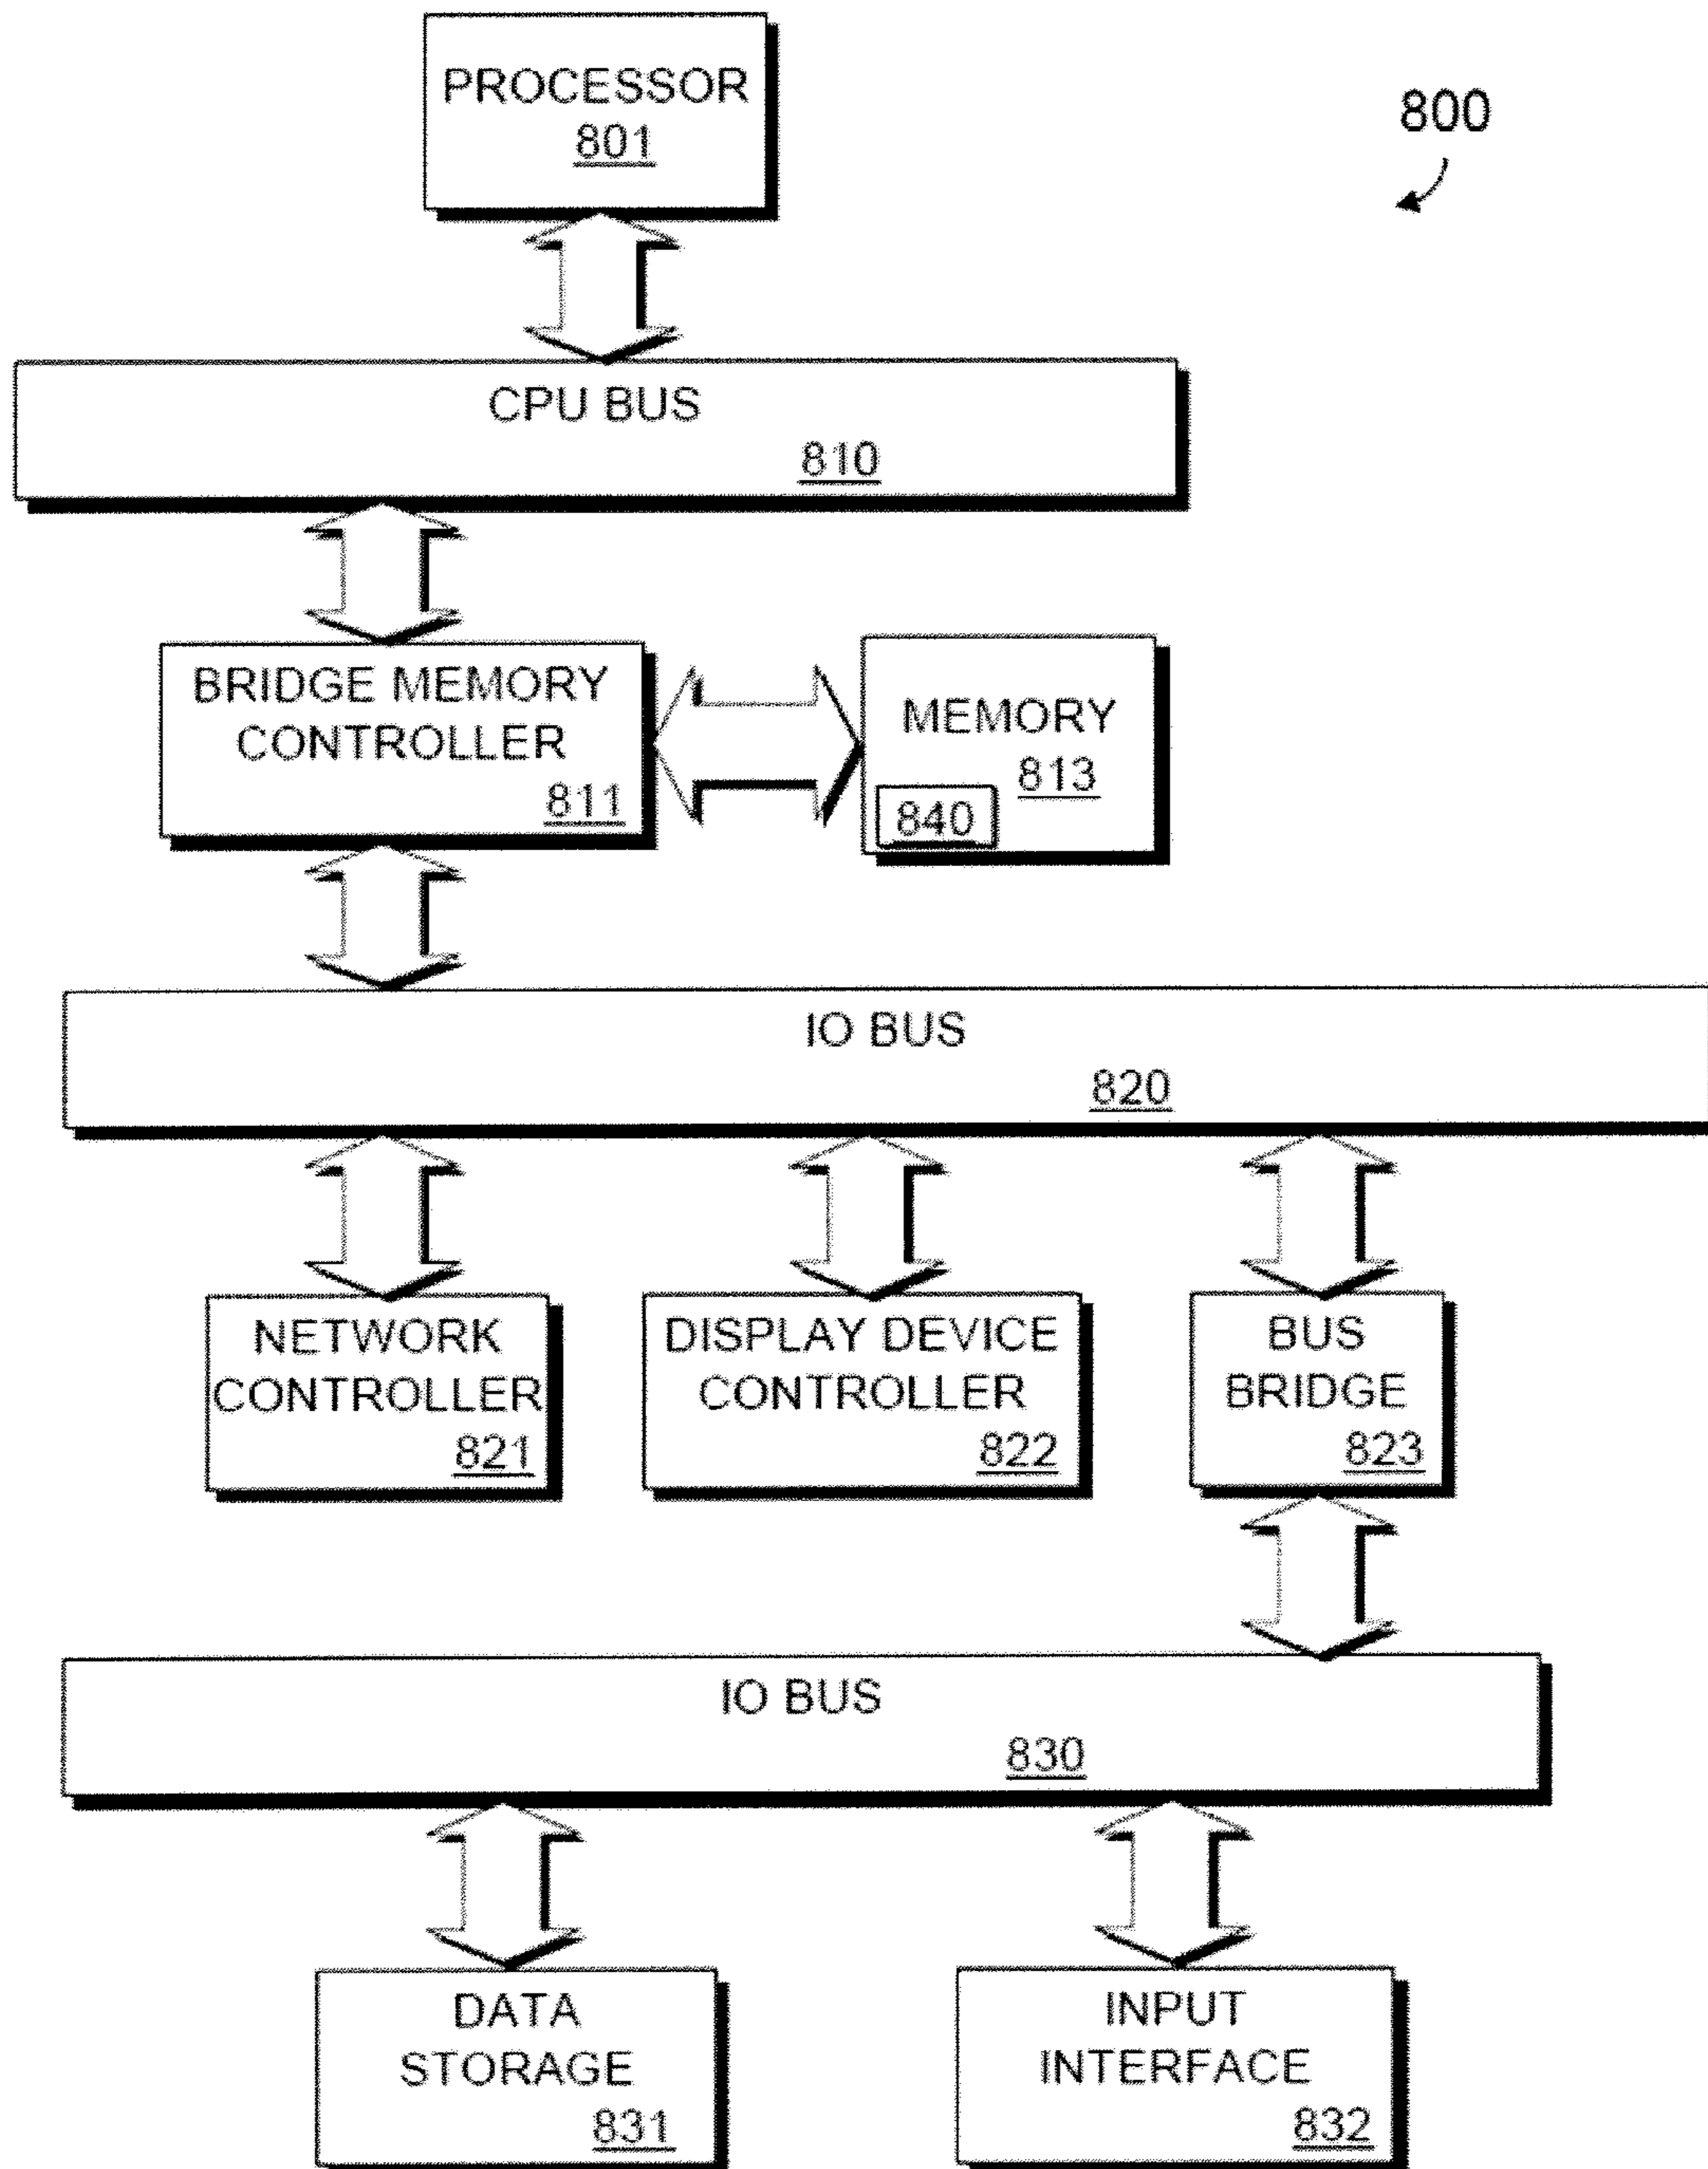 PROCESSOR
801
800
CPU BUS
810
BRIDGE MEMORY
CONTROLLER
811
MEMORY
813
840
IO BUS
820
NETWORK
CONTROLLER
821
DISPLAY DEVICE
CONTROLLER
822
BUS
BRIDGE
823
IO BUS
830
DATA
STORAGE
831
INPUT
INTERFACE
832